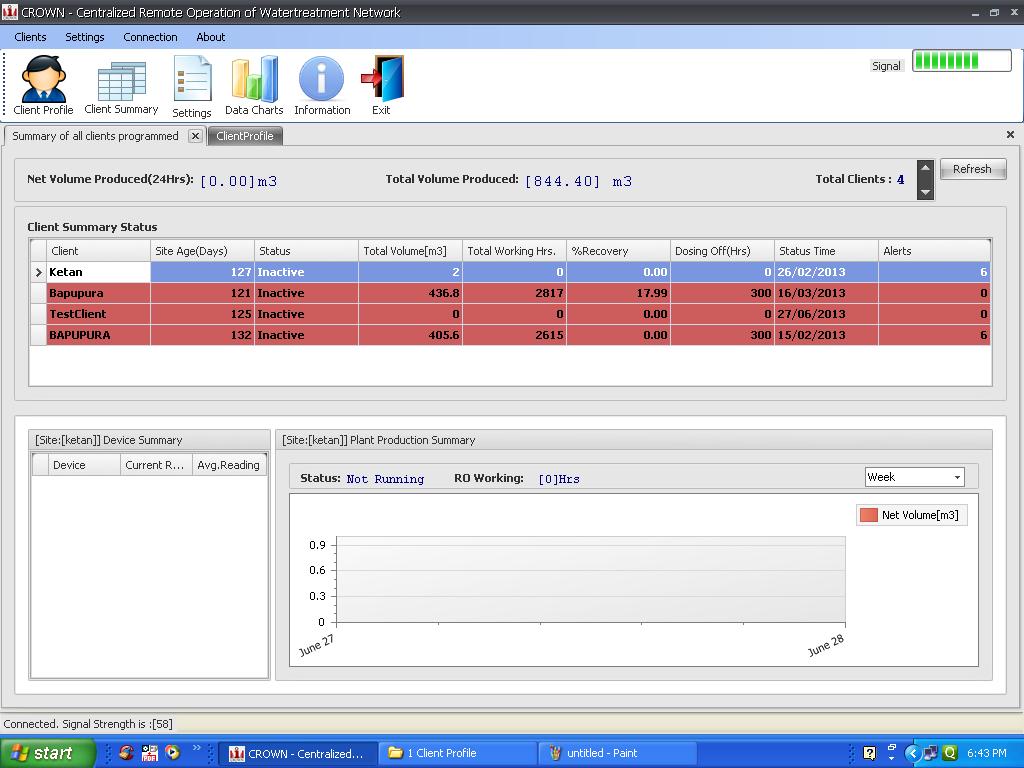 CROWN - Centralized Remote Operation of Watertreatment Network
Clients Settings Connection About
Client Profile Client Summary Settings Data Charts Information Exit
Signal
Summary of all clients programmed ClientProfile
Net Volume Produced(24Hrs): [0.00]m3 Total Volume Produced: [844.40] m3 Total Clients : 4 Refresh
Client Summary Status
Client Site Age(Days) Status Total Volume[m3] Total Working Hrs. %Recovery Dosing Off(Hrs) Status Time Alerts
Ketan 127 Inactive 2 0 0.00 0 26/02/2013 6
Bapupura 121 Inactive 436.8 2817 17.99 300 16/03/2013 0
TestClient 125 Inactive 0 0 0.00 0 27/06/2013 0
BAPUPURA 132 Inactive 405.6 2615 0.00 300 15/02/2013 6
[Site:[ketan]] Device Summary
Device Current R... Avg.Reading
[Site:[ketan]] Plant Production Summary
Status: Not Running RO Working: [0]Hrs Week
Net Volume[m3]
0.9
0.6
0.3
0
June 27 June 28
Connected. Signal Strength is :[58]
start CROWN - Centralized... 1 Client Profile untitled - Paint 6:43 PM